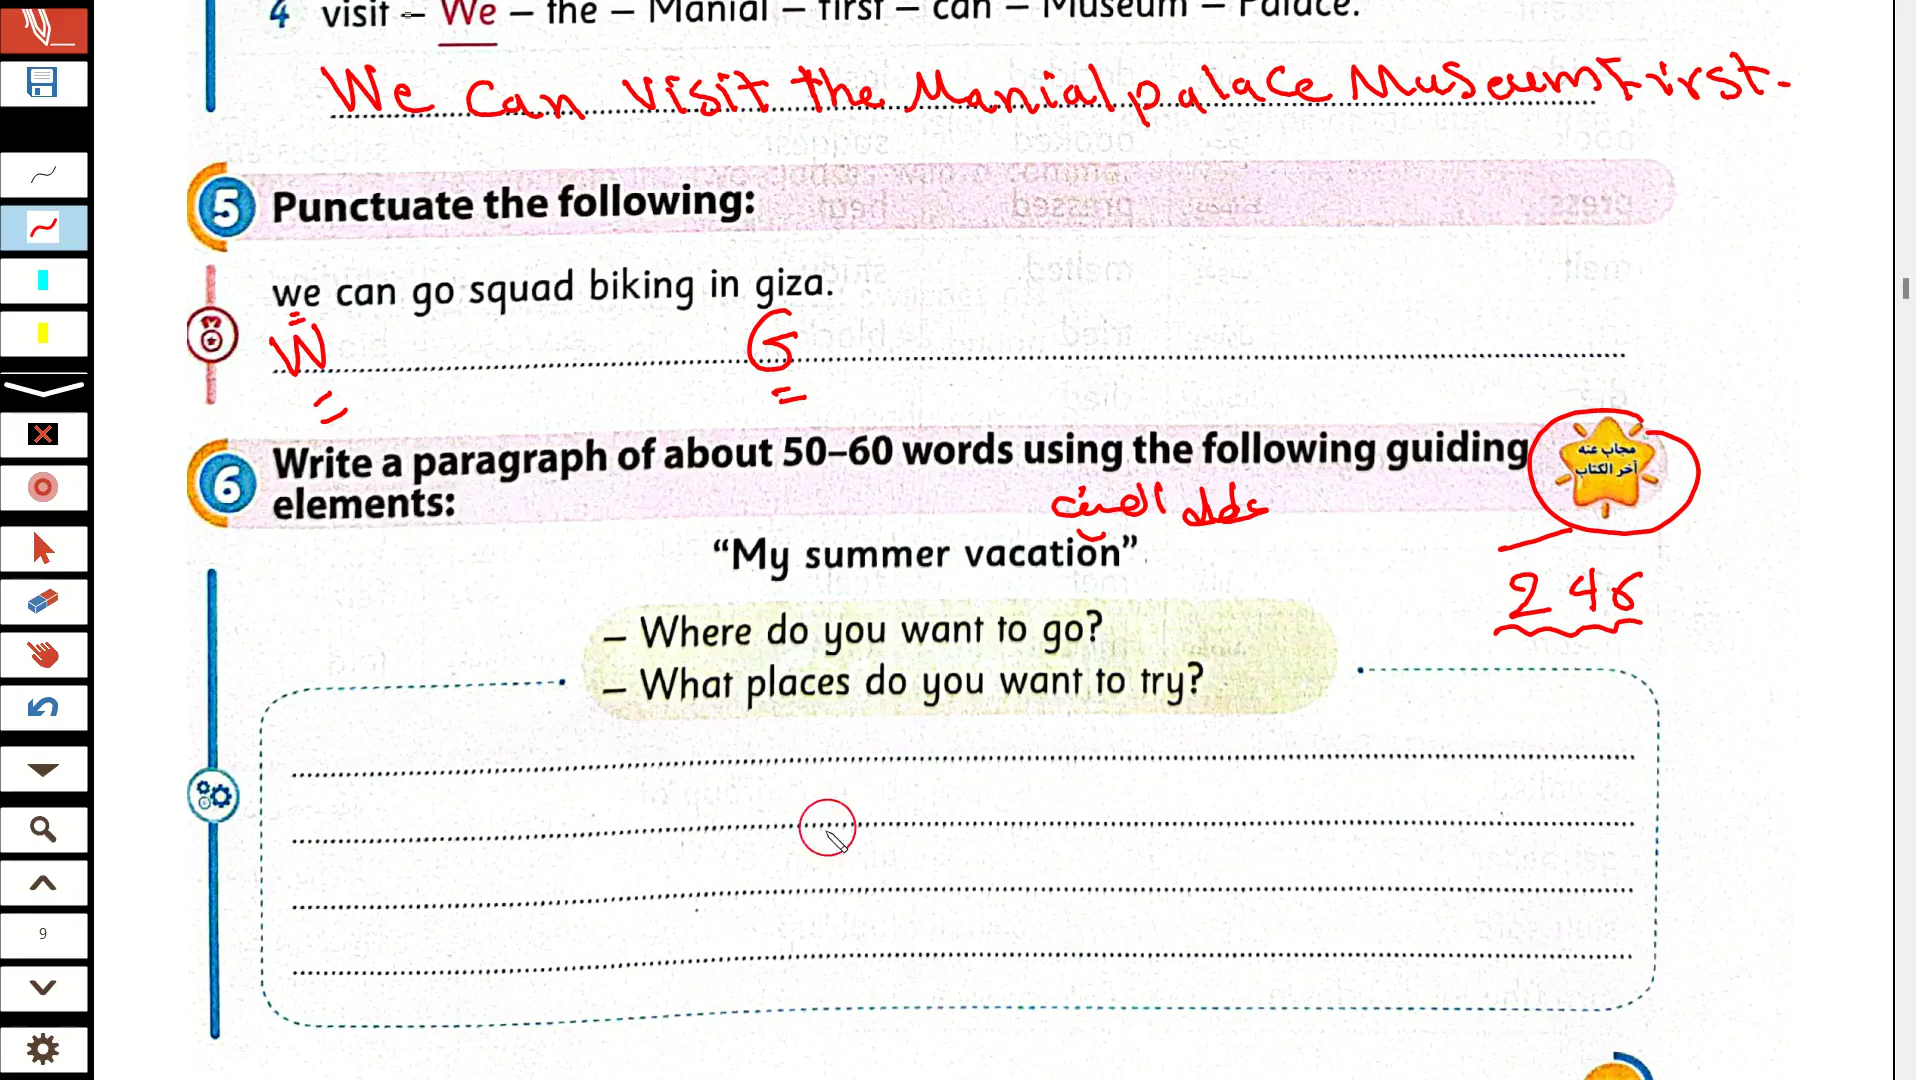 4 visit – We – the – Manial – first – can – Museum – Palace.
We can visit the Manial palace Museum First.
5 Punctuate the following:
we can go squad biking in giza.
W G
6 Write a paragraph of about 50–60 words using the following guiding elements:
مجاب عنه
آخر الكتاب
عطلة الصيف
"My summer vacation"
246
– Where do you want to go?
– What places do you want to try?
9